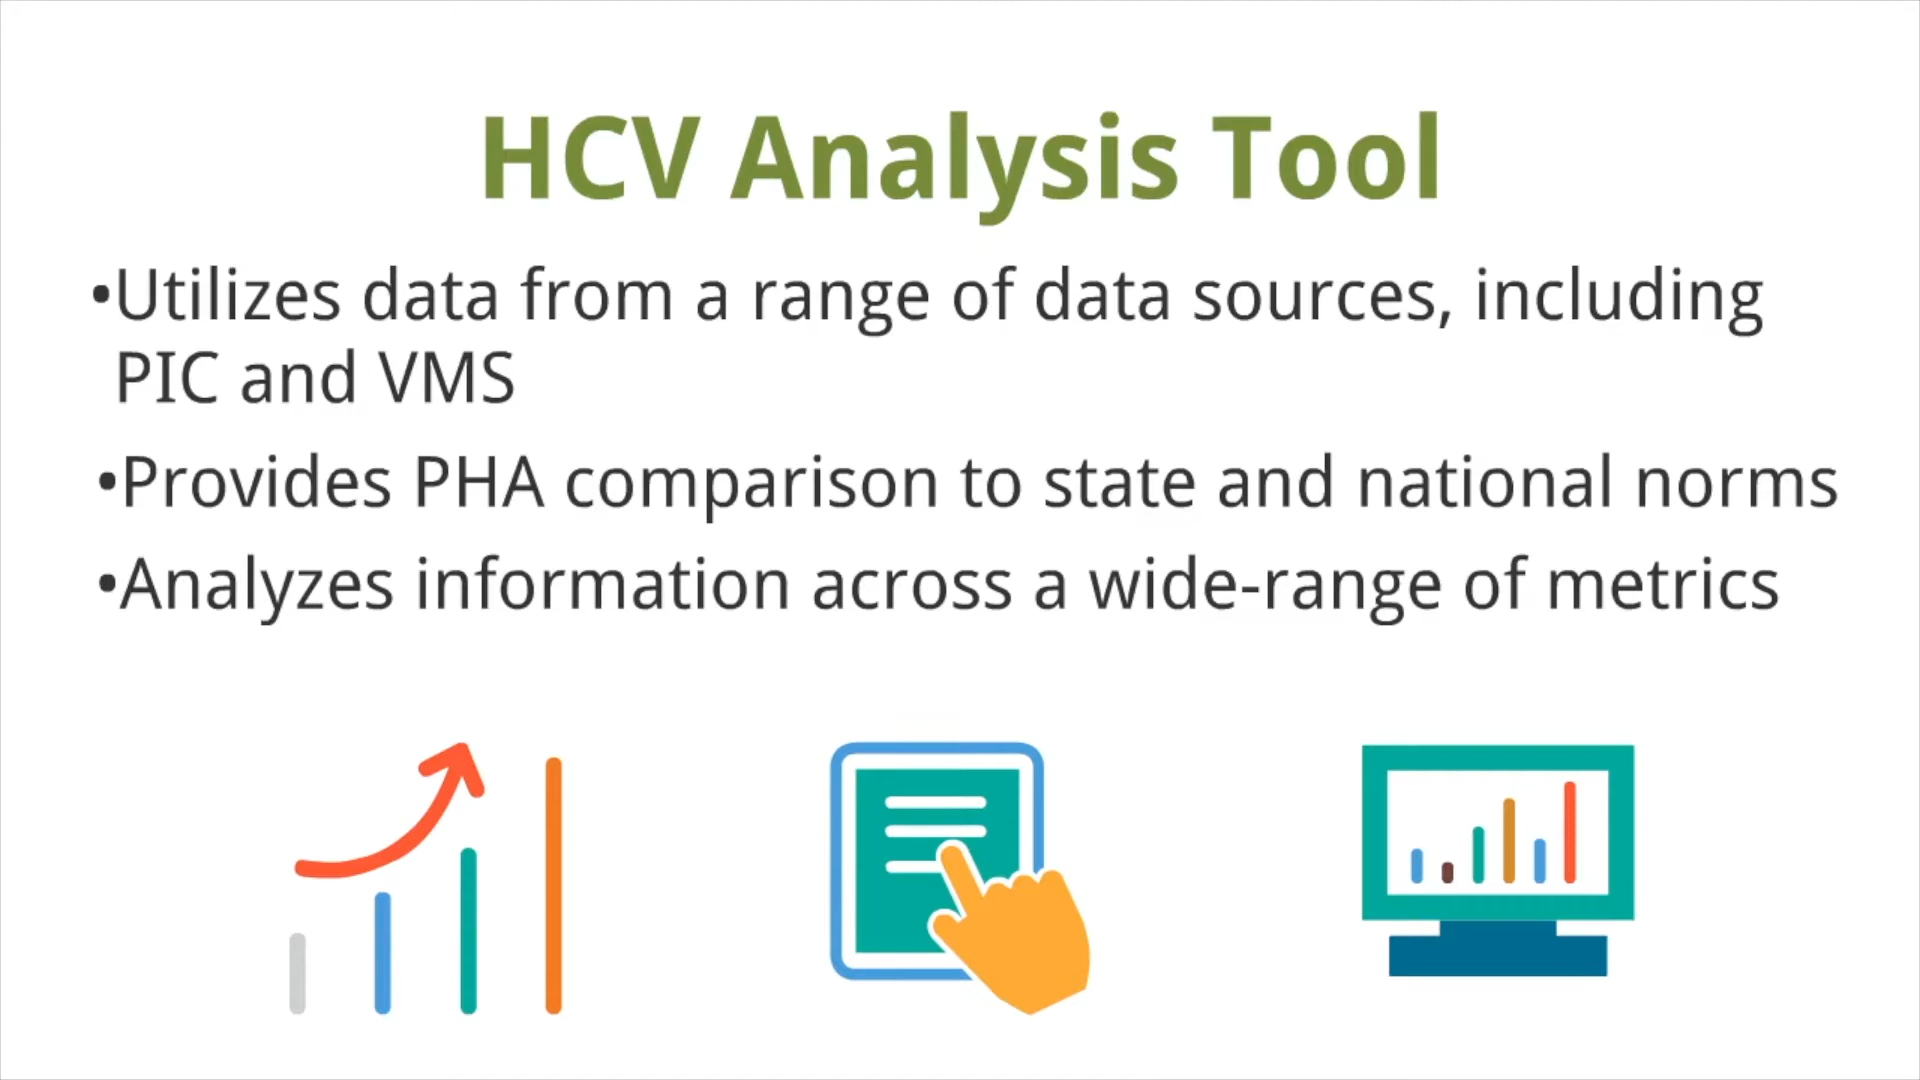 HCV Analysis Tool
•Utilizes data from a range of data sources, including
PIC and VMS
•Provides PHA comparison to state and national norms
•Analyzes information across a wide-range of metrics